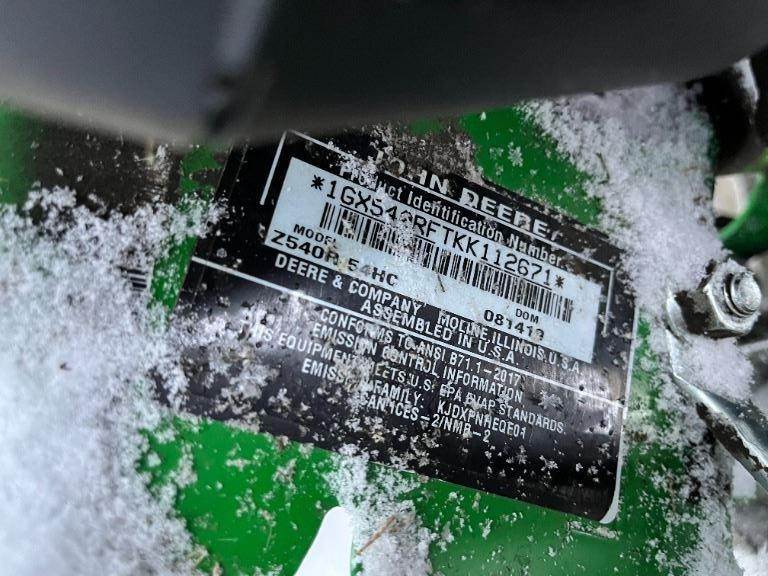 JOHN DEERE
Product Identification Number
*1GX540RFTKK112671*
MODEL
Z540R 54HC
DOM
081418
DEERE & COMPANY MOLINE ILLINOIS U.S.A.
ASSEMBLED IN U.S.A.
CONFORMS TO ANSI B71.1-2017
EMISSION CONTROL INFORMATION
THIS EQUIPMENT MEETS U.S. EPA EVAP STANDARDS.
EMISSION FAMILY: KJDXPNHEQE01
CAN ICES-2/NMB-2